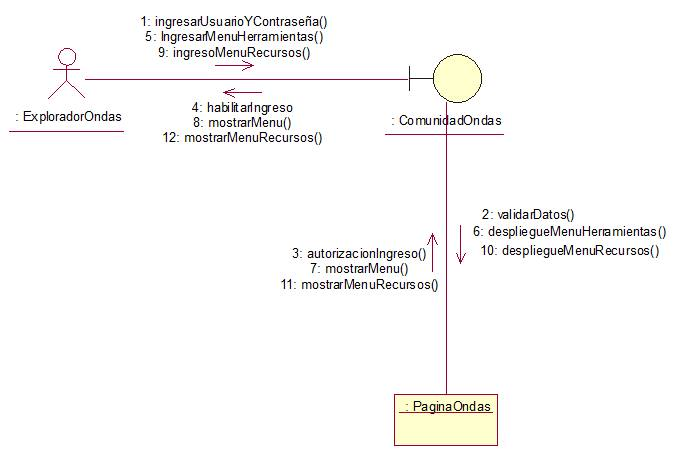 1: ingresarUsuarioYContraseña()
5: IngresarMenuHerramientas()
9: ingresoMenuRecursos()
4: habilitarIngreso
8: mostrarMenu()
12: mostrarMenuRecursos()
: ExploradorOndas
: ComunidadOndas
2: validarDatos()
6: despliegueMenuHerramientas()
10: despliegueMenuRecursos()
3: autorizacionIngreso()
7: mostrarMenu()
11: mostrarMenuRecursos()
: PaginaOndas